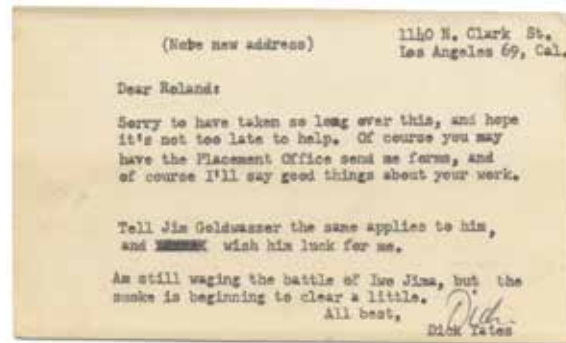 1140 N. Clark St.
(Note new address)
Los Angeles 69, Cal.
Dear Roland:
Sorry to have taken so long over this, and hope
it's not too late to help. Of course you may
have the Placement Office send me forms, and
of course I'll say good things about your work.
Tell Jim Goldwasser the same applies to him,
and wish him luck for me.
Am still waging the battle of Iwo Jima, but the
smoke is beginning to clear a little.
All best,
Dick
Dick Yates